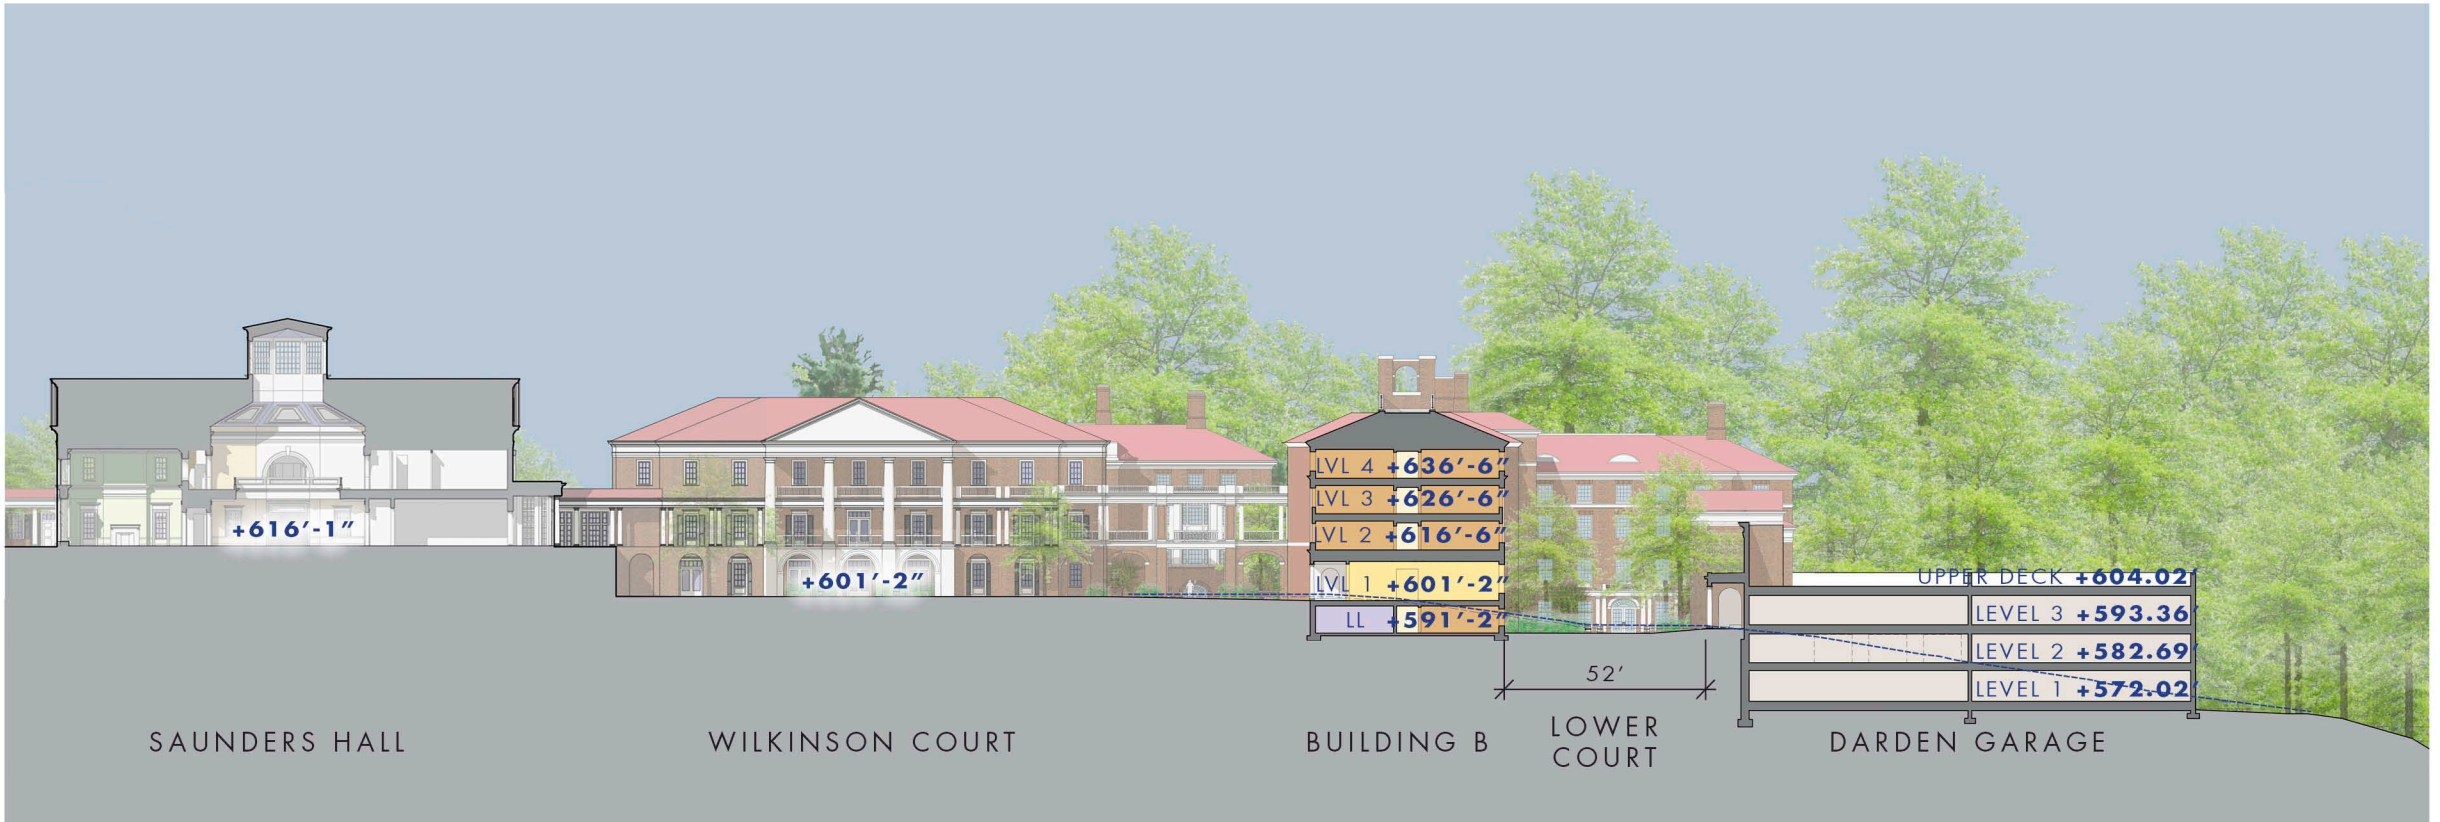 +616′-1″
+601′-2″
LVL 4 +636′-6″
LVL 3 +626′-6″
LVL 2 +616′-6″
LVL 1 +601′-2″
LL +591′-2″
UPPER DECK +604.02′
LEVEL 3 +593.36′
LEVEL 2 +582.69′
LEVEL 1 +572.02′
52′
SAUNDERS HALL
WILKINSON COURT
BUILDING B
LOWER
COURT
DARDEN GARAGE